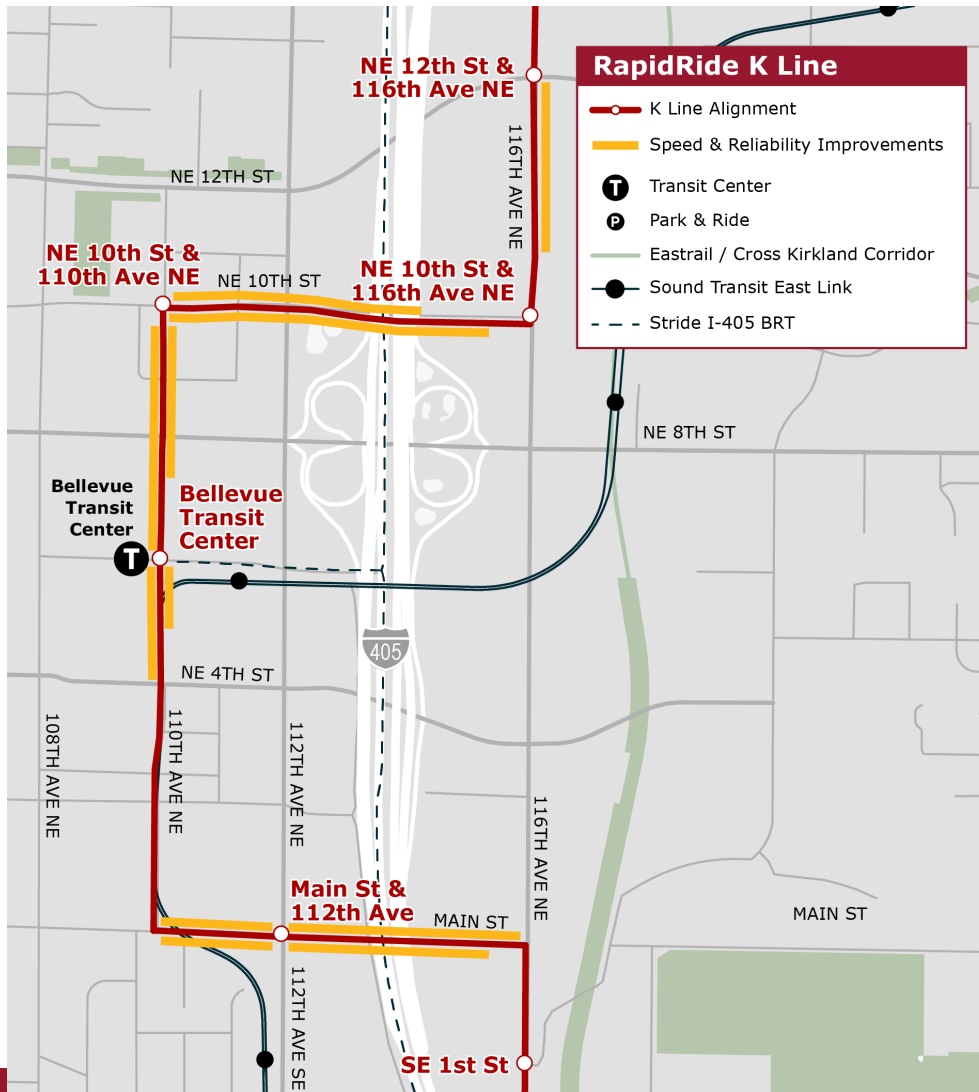 NE 12th St &
116th Ave NE
RapidRide K Line
K Line Alignment
Speed & Reliability Improvements
T
Transit Center
P
Park & Ride
Eastrail / Cross Kirkland Corridor
Sound Transit East Link
Stride I-405 BRT
116TH AVE NE
NE 12TH ST
NE 10th St &
110th Ave NE
NE 10TH ST
NE 10th St &
116th Ave NE
NE 8TH ST
Bellevue
Transit
Center
T
Bellevue
Transit
Center
405
NE 4TH ST
108TH AVE NE
110TH AVE NE
112TH AVE NE
116TH AVE NE
Main St &
112th Ave
MAIN ST
MAIN ST
112TH AVE SE
SE 1st St